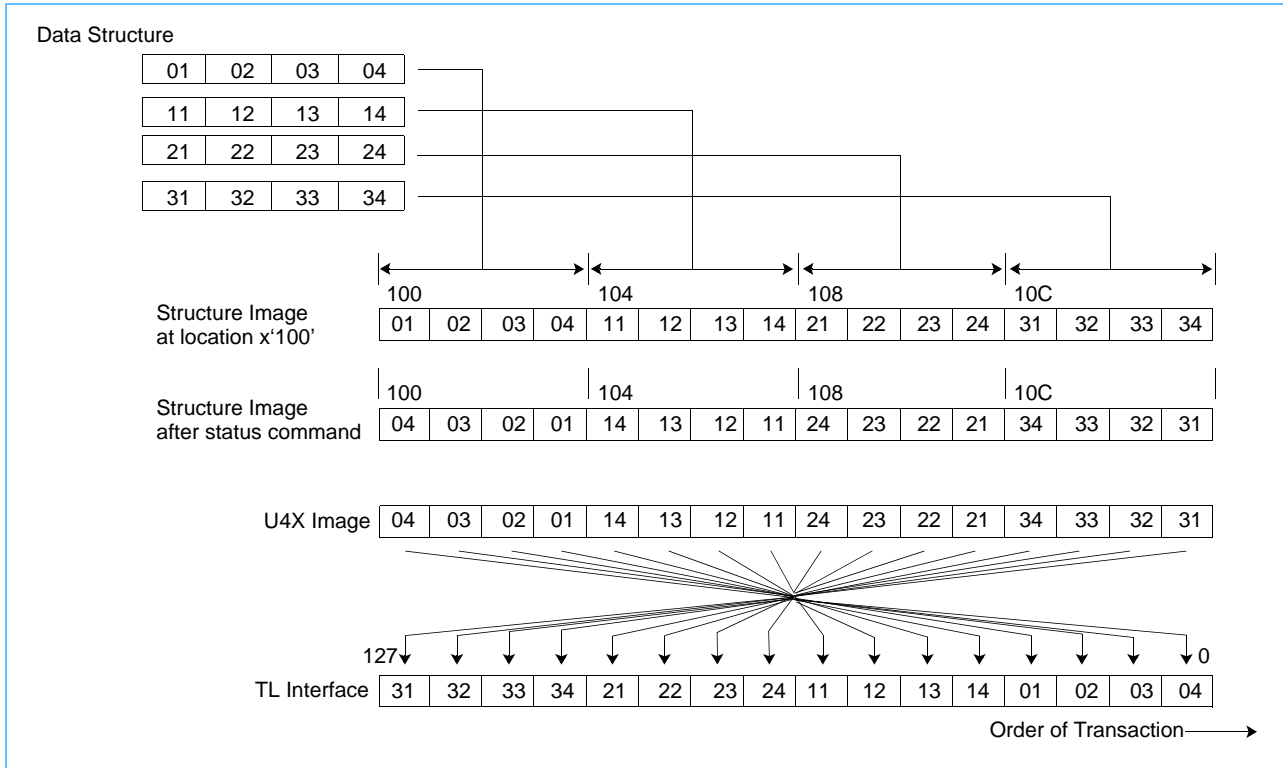 Data Structure
01 02 03 04
11 12 13 14
21 22 23 24
31 32 33 34
100 104 108 10C
Structure Image
at location x‘100’
01 02 03 04 11 12 13 14 21 22 23 24 31 32 33 34
100 104 108 10C
Structure Image
after status command
04 03 02 01 14 13 12 11 24 23 22 21 34 33 32 31
U4X Image 04 03 02 01 14 13 12 11 24 23 22 21 34 33 32 31
127 0
TL Interface 31 32 33 34 21 22 23 24 11 12 13 14 01 02 03 04
Order of Transaction